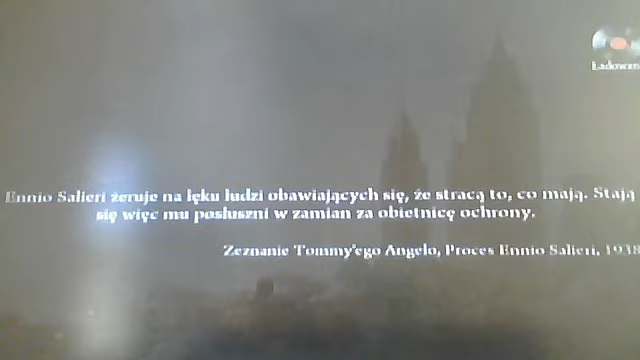 Ładowan
Ennio Salieri żeruje na lęku ludzi obawiających się, że stracą to, co mają. Stają
się więc mu posłuszni w zamian za obietnicę ochrony.
Zeznanie Tommy'ego Angelo, Proces Ennio Salieri, 1938